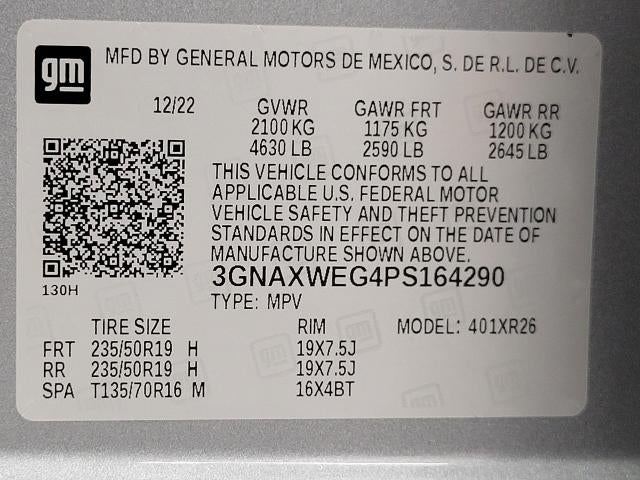 gm
MFD BY GENERAL MOTORS DE MEXICO, S. DE R.L. DE C.V.
12/22 GVWR GAWR FRT GAWR RR
2100 KG 1175 KG 1200 KG
4630 LB 2590 LB 2645 LB
THIS VEHICLE CONFORMS TO ALL
APPLICABLE U.S. FEDERAL MOTOR
VEHICLE SAFETY AND THEFT PREVENTION
STANDARDS IN EFFECT ON THE DATE OF
MANUFACTURE SHOWN ABOVE.
3GNAXWEG4PS164290
130H
TYPE: MPV
TIRE SIZE RIM MODEL: 401XR26
FRT 235/50R19 H 19X7.5J
RR 235/50R19 H 19X7.5J
SPA T135/70R16 M 16X4BT